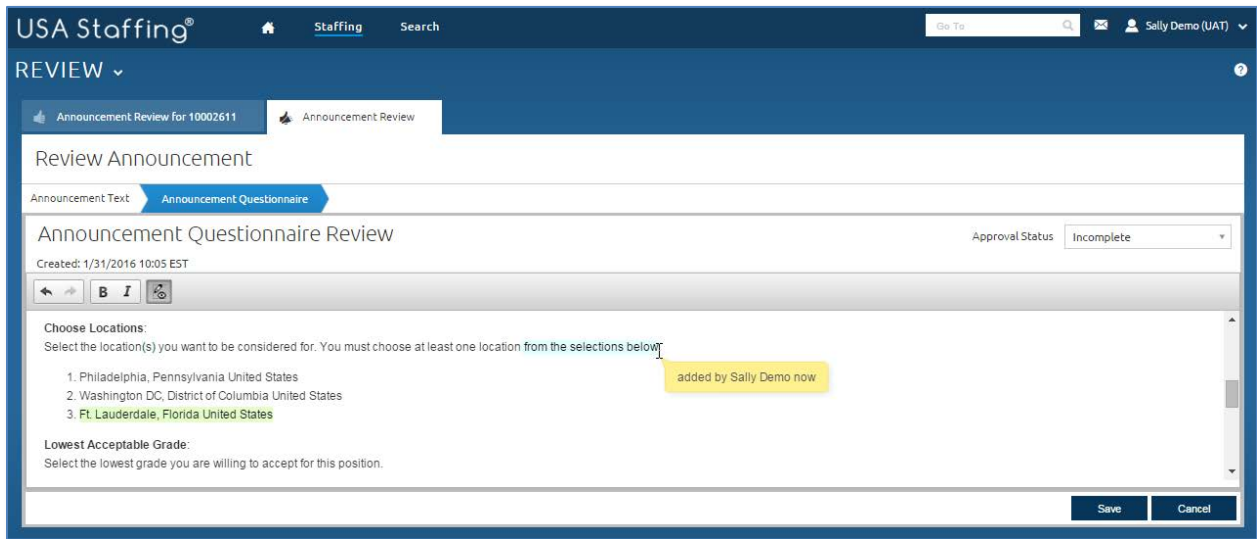 USA Staffing®
Staffing
Search
Go To
Sally Demo (UAT)
REVIEW
?
Announcement Review for 10002611
Announcement Review
Review Announcement
Announcement Text
Announcement Questionnaire
Announcement Questionnaire Review
Approval Status
Incomplete
Created: 1/31/2016 10:05 EST
B I
Choose Locations:
Select the location(s) you want to be considered for. You must choose at least one location from the selections below
added by Sally Demo now
1. Philadelphia, Pennsylvania United States
2. Washington DC, District of Columbia United States
3. Ft. Lauderdale, Florida United States
Lowest Acceptable Grade:
Select the lowest grade you are willing to accept for this position.
Save
Cancel